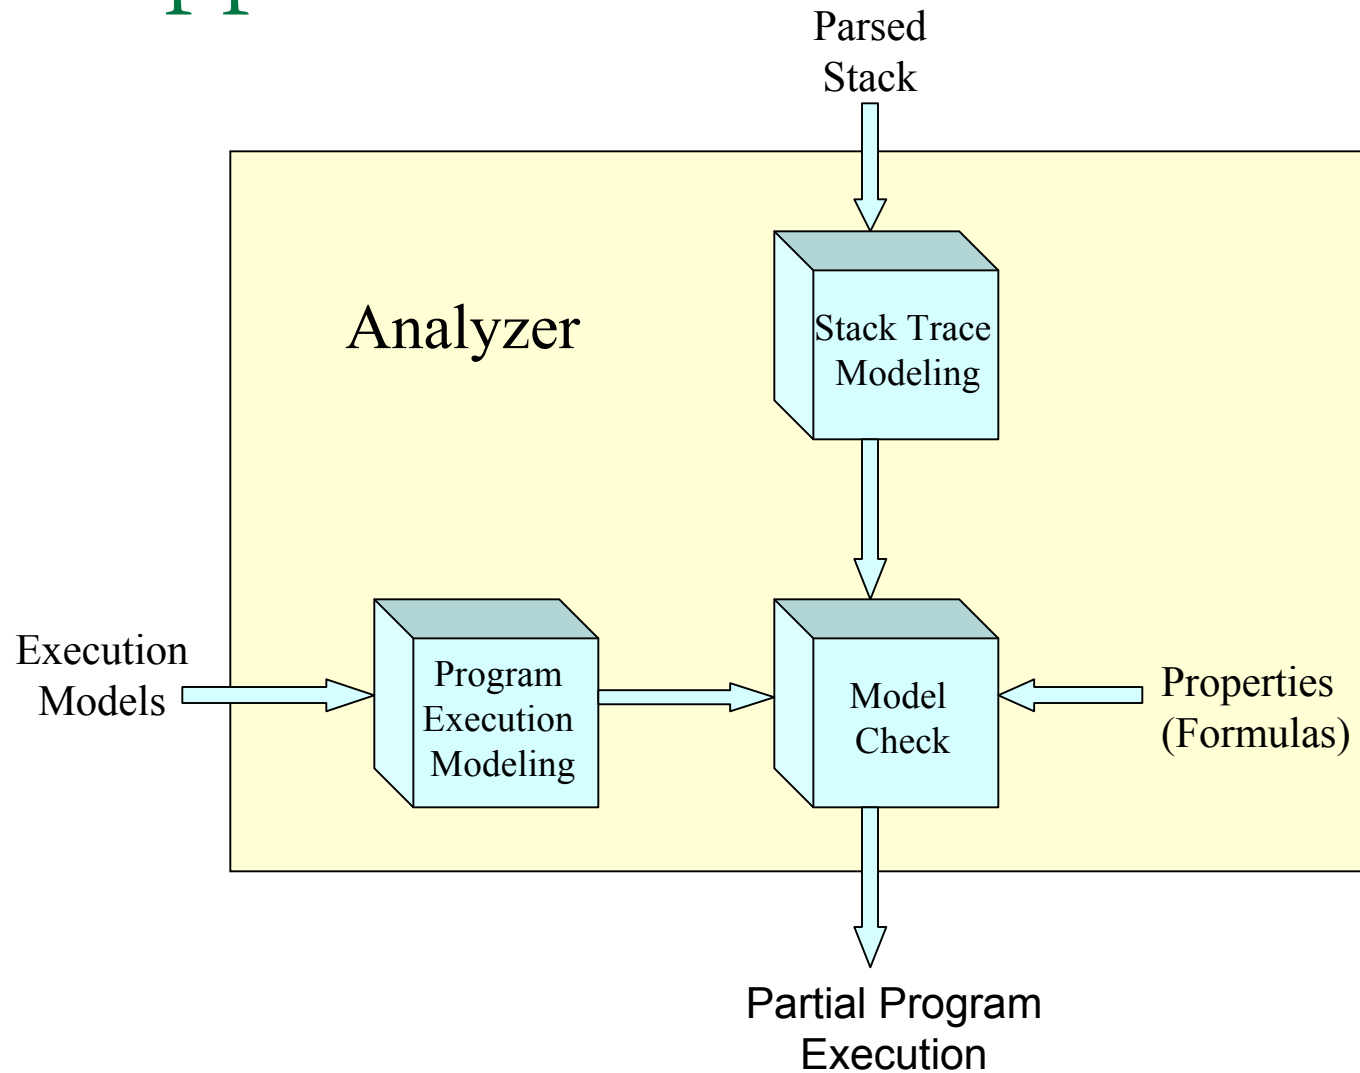 Parsed
Stack
Analyzer
Stack Trace
Modeling
Execution
Models
Program
Execution
Modeling
Model
Check
Properties
(Formulas)
Partial Program
Execution